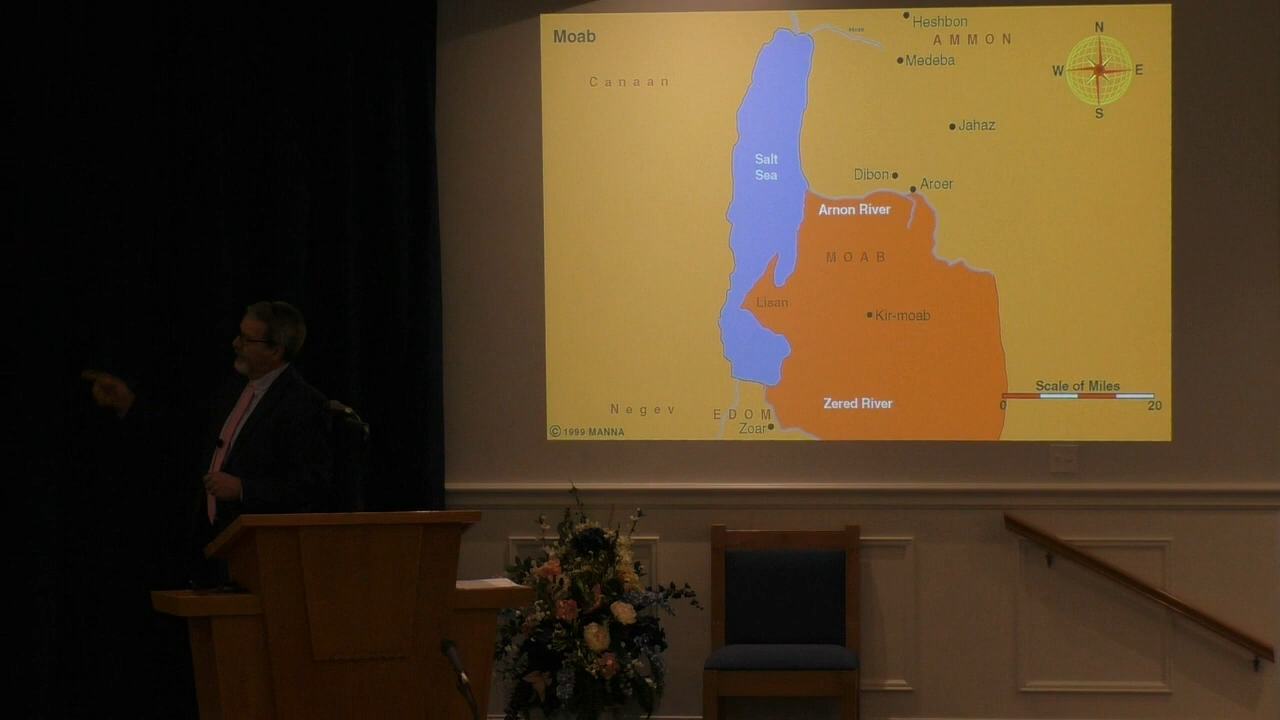 Moab
Heshbon
AMMON
N
Medeba
W
E
S
Canaan
Jahaz
Salt
Sea
Dibon
Aroer
Arnon River
MOAB
Lisan
Kir-moab
Scale of Miles
0
20
Zered River
Negev
EDOM
Zoar
© 1999 MANNA